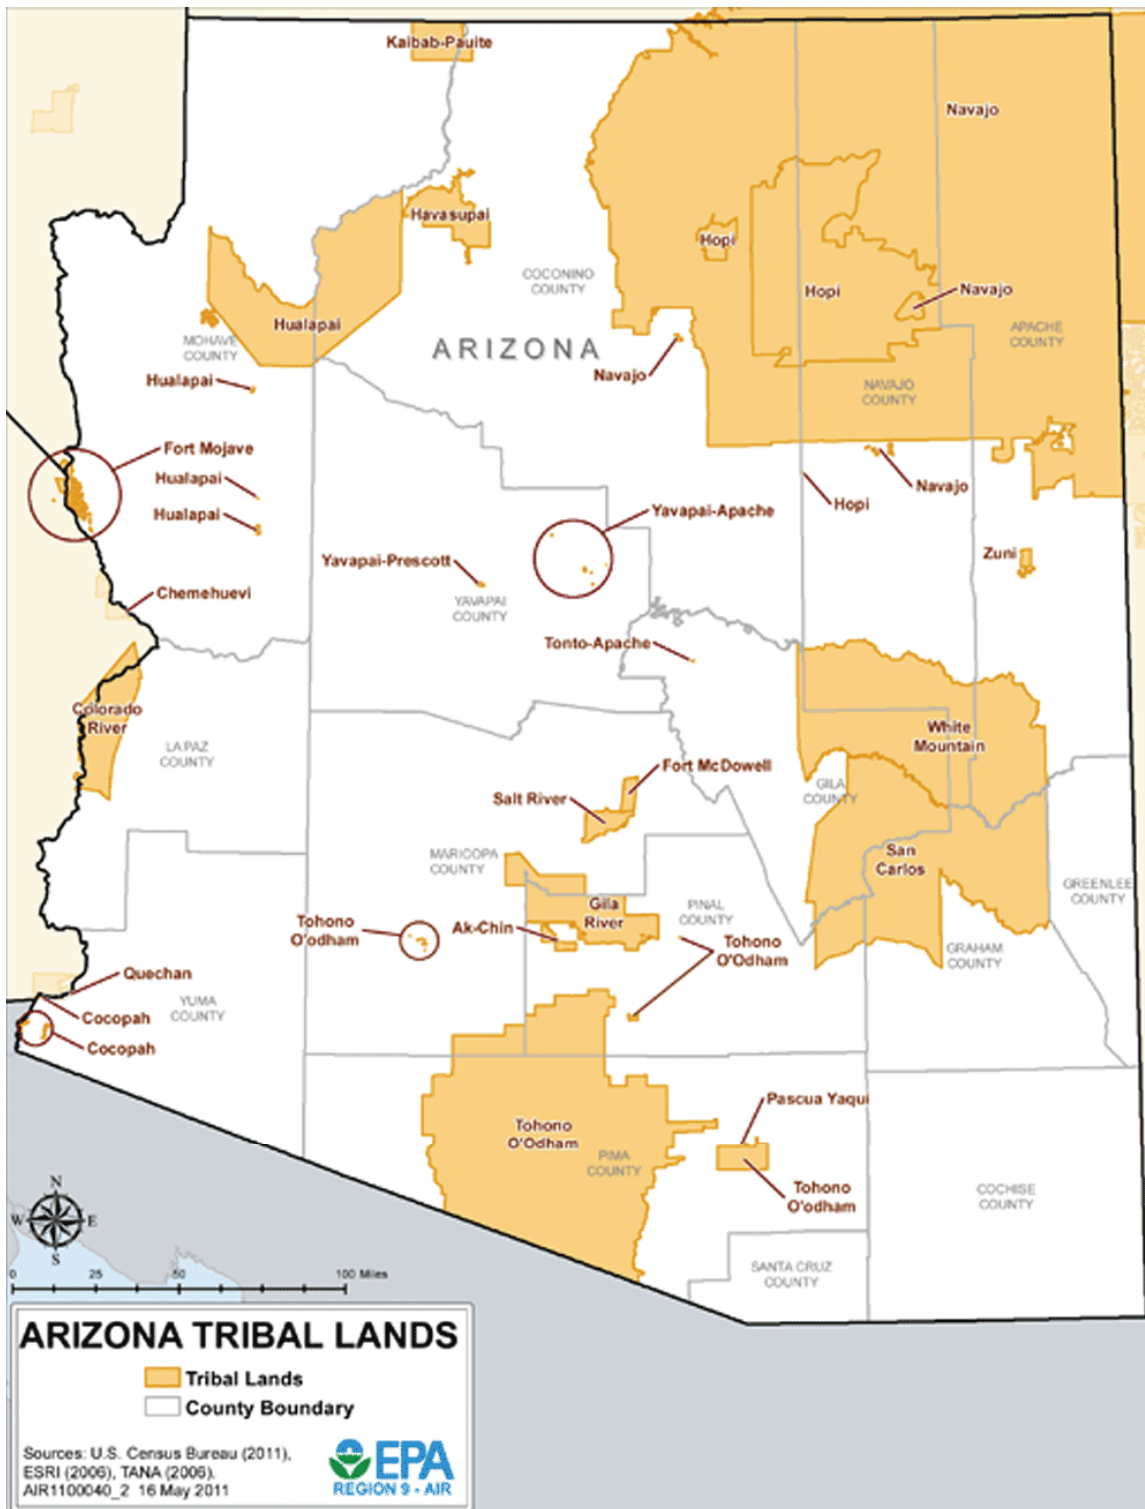 Kaibab-Pauite
Navajo
Havasupai
Hopi
COCONINO
COUNTY
Hopi
Navajo
Hualapai
MOHAVE
COUNTY
ARIZONA
APACHE
COUNTY
Hualapai
Navajo
NAVAJO
COUNTY
Fort Mojave
Hualapai
Hualapai
Navajo
Hopi
Yavapai-Apache
Yavapai-Prescott
Zuni
Chemehuevi
YAVAPAI
COUNTY
Tonto-Apache
Colorado
River
White
Mountain
LA PAZ
COUNTY
Fort McDowell
Salt River
GILA
COUNTY
MARICOPA
COUNTY
San
Carlos
GREENLEE
COUNTY
Gila
River
PINAL
COUNTY
Tohono
O'odham
Ak-Chin
Tohono
O'Odham
GRAHAM
COUNTY
Quechan
YUMA
COUNTY
Cocopah
Cocopah
Pascua Yaqui
Tohono
O'Odham
PIMA
COUNTY
Tohono
O'odham
COCHISE
COUNTY
SANTA CRUZ
COUNTY
N
W
E
S
0 25 50 100 Miles
ARIZONA TRIBAL LANDS
Tribal Lands
County Boundary
Sources: U.S. Census Bureau (2011),
ESRI (2006), TANA (2006).
AIR1100040_2 16 May 2011
EPA
REGION 9 - AIR